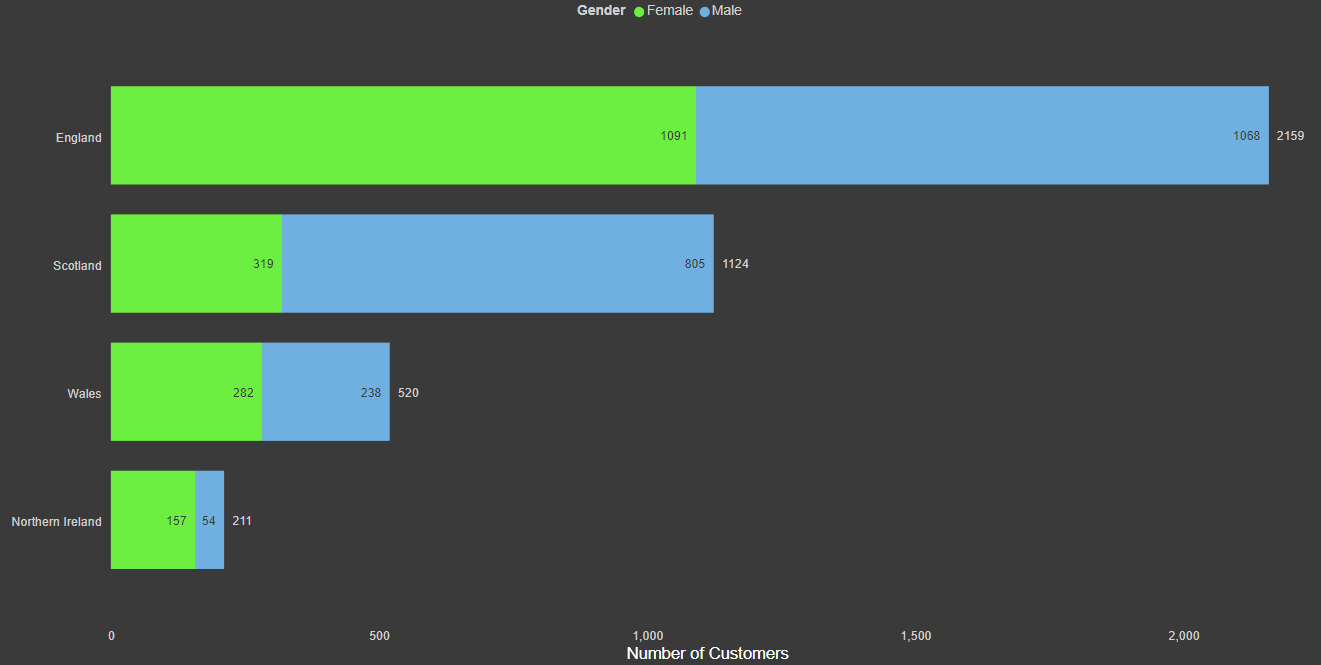 Gender Female Male
England 1091 1068 2159
Scotland 319 805 1124
Wales 282 238 520
Northern Ireland 157 54 211
0 500 1,000 1,500 2,000
Number of Customers